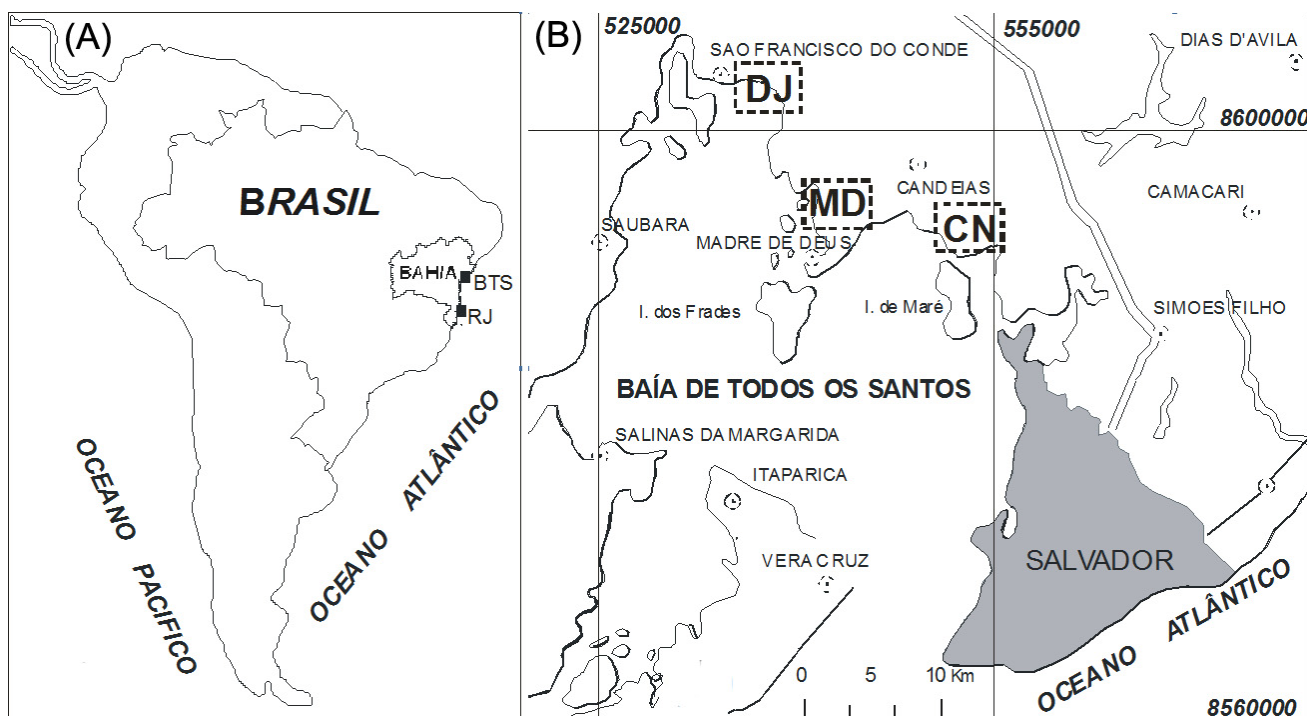 (A)
BRASIL
BAHIA
BTS
RJ
OCEANO PACIFICO
OCEANO ATLÂNTICO
(B)
525000
555000
SAO FRANCISCO DO CONDE
DIAS D'AVILA
DJ
8600000
CANDEIAS
CAMACARI
MD
CN
SAUBARA
MADRE DE DEUS
I. dos Frades
I. de Maré
SIMOES FILHO
BAÍA DE TODOS OS SANTOS
SALINAS DA MARGARIDA
ITAPARICA
VERA CRUZ
SALVADOR
OCEANO ATLÂNTICO
0 5 10 Km
8560000